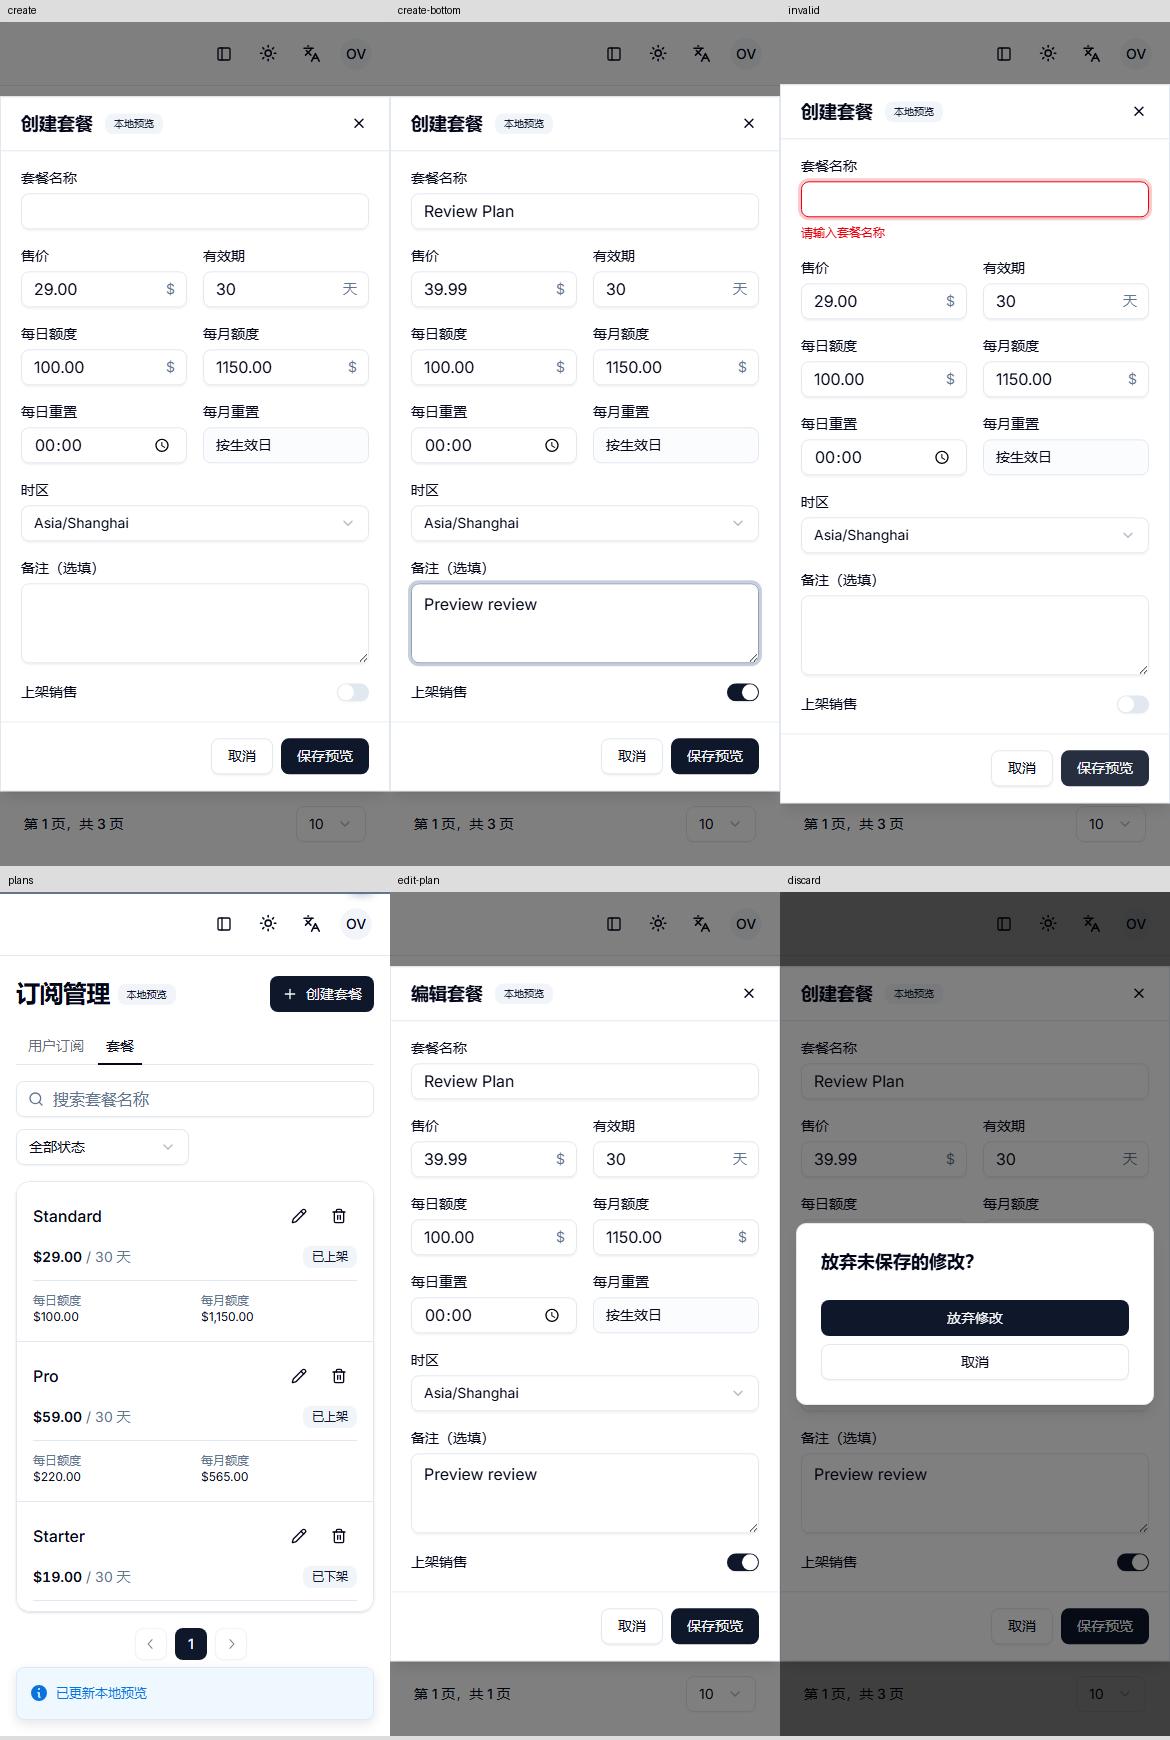 create
OV
创建套餐 本地预览
套餐名称
售价 有效期
29.00 $ 30 天
每日额度 每月额度
100.00 $ 1150.00 $
每日重置 每月重置
00:00 按生效日
时区
Asia/Shanghai
备注（选填）
上架销售
取消 保存预览
第 1 页，共 3 页 10
create-bottom
OV
创建套餐 本地预览
套餐名称
Review Plan
售价 有效期
39.99 $ 30 天
每日额度 每月额度
100.00 $ 1150.00 $
每日重置 每月重置
00:00 按生效日
时区
Asia/Shanghai
备注（选填）
Preview review
上架销售
取消 保存预览
第 1 页，共 3 页 10
invalid
OV
创建套餐 本地预览
套餐名称
请输入套餐名称
售价 有效期
29.00 $ 30 天
每日额度 每月额度
100.00 $ 1150.00 $
每日重置 每月重置
00:00 按生效日
时区
Asia/Shanghai
备注（选填）
上架销售
取消 保存预览
第 1 页，共 3 页 10
plans
OV
订阅管理 本地预览 + 创建套餐
用户订阅 套餐
搜索套餐名称
全部状态
Standard
$29.00 / 30 天 已上架
每日额度 每月额度
$100.00 $1,150.00
Pro
$59.00 / 30 天 已上架
每日额度 每月额度
$220.00 $565.00
Starter
$19.00 / 30 天 已下架
1
已更新本地预览
edit-plan
OV
编辑套餐 本地预览
套餐名称
Review Plan
售价 有效期
39.99 $ 30 天
每日额度 每月额度
100.00 $ 1150.00 $
每日重置 每月重置
00:00 按生效日
时区
Asia/Shanghai
备注（选填）
Preview review
上架销售
取消 保存预览
第 1 页，共 1 页 10
discard
OV
创建套餐 本地预览
套餐名称
Review Plan
售价 有效期
39.99 $ 30 天
每日额度 每月额度
放弃未保存的修改？
放弃修改
取消
备注（选填）
Preview review
上架销售
取消 保存预览
第 1 页，共 3 页 10